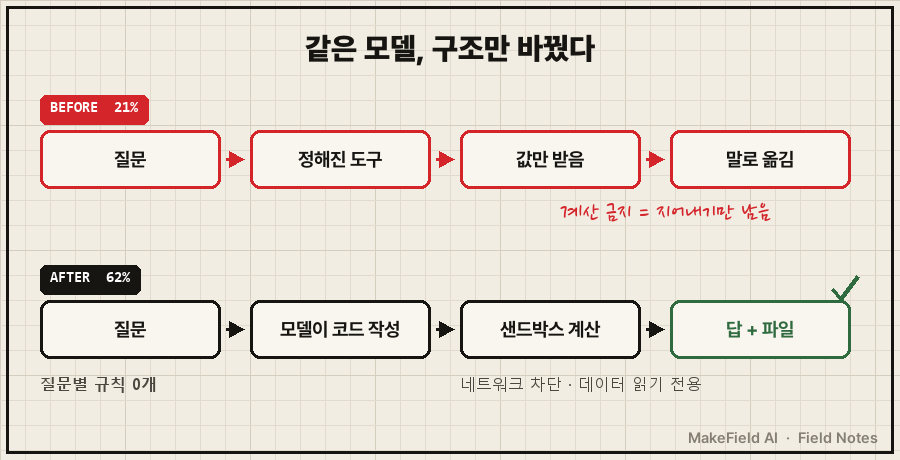 같은 모델, 구조만 바꿨다
BEFORE 21%
질문
정해진 도구
값만 받음
말로 옮김
계산 금지 = 지어내기만 남음
AFTER 62%
질문
모델이 코드 작성
샌드박스 계산
답 + 파일
질문별 규칙 0개
네트워크 차단 · 데이터 읽기 전용
MakeField AI · Field Notes